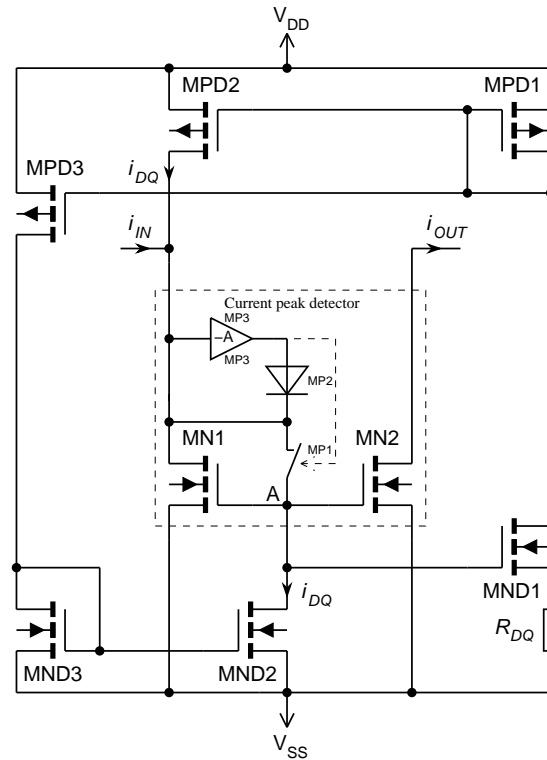 V_DD
MPD2
MPD1
MPD3
i_DQ
i_IN
i_OUT
Current peak detector
MP3
–A
MP3
MP2
MN1
MP1
MN2
A
i_DQ
MND1
R_DQ
MND3
MND2
V_SS